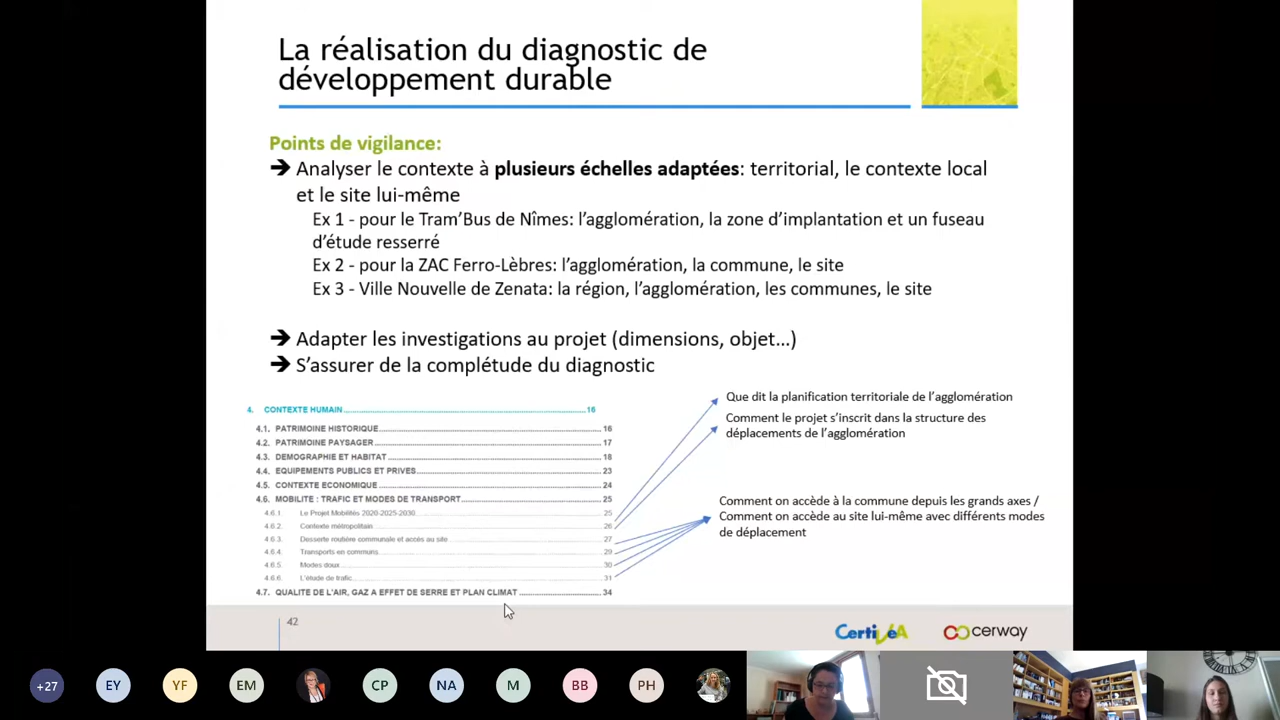 La réalisation du diagnostic de
développement durable
Points de vigilance:
➔ Analyser le contexte à plusieurs échelles adaptées: territorial, le contexte local
et le site lui-même
Ex 1 - pour le Tram’Bus de Nîmes: l’agglomération, la zone d’implantation et un fuseau
d’étude resserré
Ex 2 - pour la ZAC Ferro-Lèbres: l’agglomération, la commune, le site
Ex 3 - Ville Nouvelle de Zenata: la région, l’agglomération, les communes, le site
➔ Adapter les investigations au projet (dimensions, objet…)
➔ S’assurer de la complétude du diagnostic
4. CONTEXTE HUMAIN 16
4.1. PATRIMOINE HISTORIQUE 16
4.2. PATRIMOINE PAYSAGER 17
4.3. DEMOGRAPHIE ET HABITAT 18
4.4. EQUIPEMENTS PUBLICS ET PRIVES 23
4.5. CONTEXTE ECONOMIQUE 24
4.6. MOBILITE : TRAFIC ET MODES DE TRANSPORT 25
4.6.1. Le Projet Mobilités 2020-2025-2030 25
4.6.2. Contexte métropolitain 26
4.6.3. Desserte routière communale et accès au site 27
4.6.4. Transports en communs 29
4.6.5. Modes doux 30
4.6.6. L’étude de trafic 31
4.7. QUALITE DE L’AIR, GAZ A EFFET DE SERRE ET PLAN CLIMAT 34
Que dit la planification territoriale de l’agglomération
Comment le projet s’inscrit dans la structure des
déplacements de l’agglomération
Comment on accède à la commune depuis les grands axes /
Comment on accède au site lui-même avec différents modes
de déplacement
42
CertivéA
cerway
+27
EY
YF
EM
CP
NA
M
BB
PH